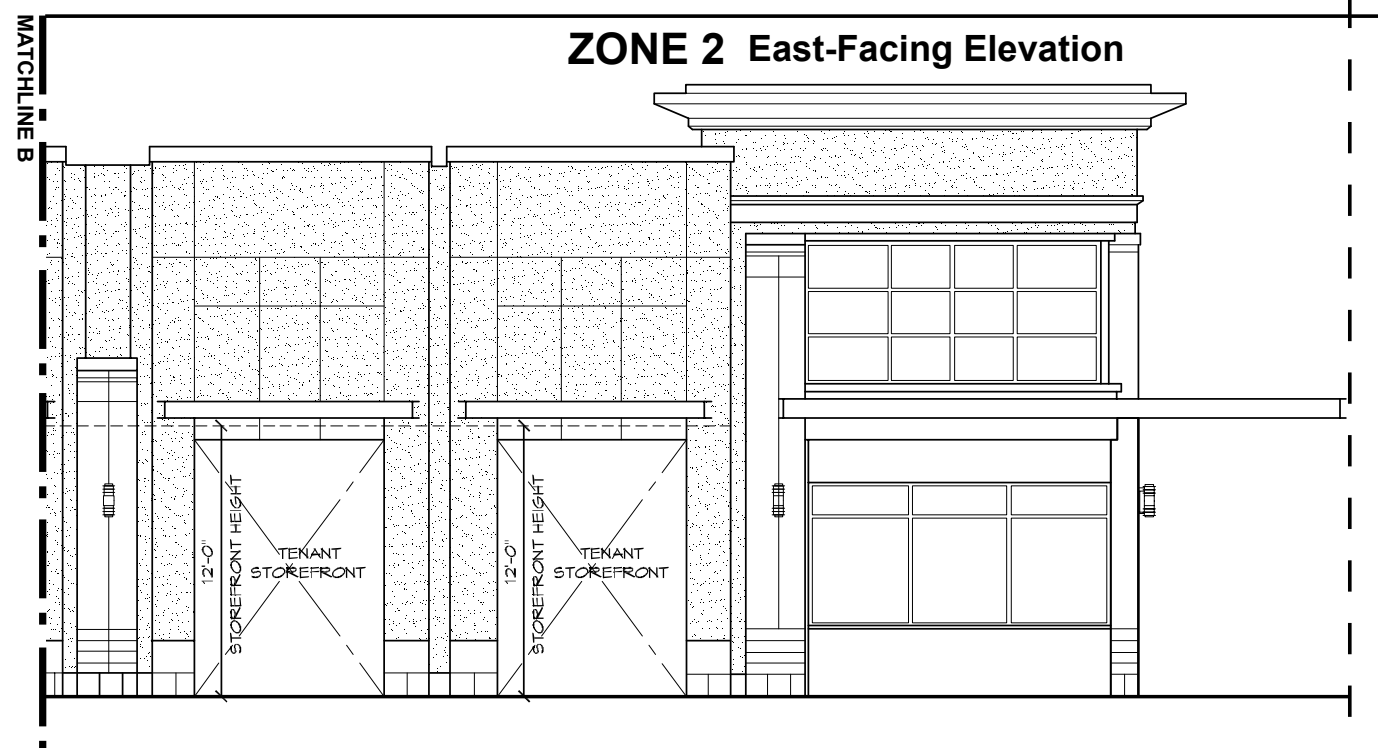 MATCHLINE B
ZONE 2 East-Facing Elevation
12'-0"
STOREFRONT HEIGHT
TENANT
STOREFRONT
12'-0"
STOREFRONT HEIGHT
TENANT
STOREFRONT